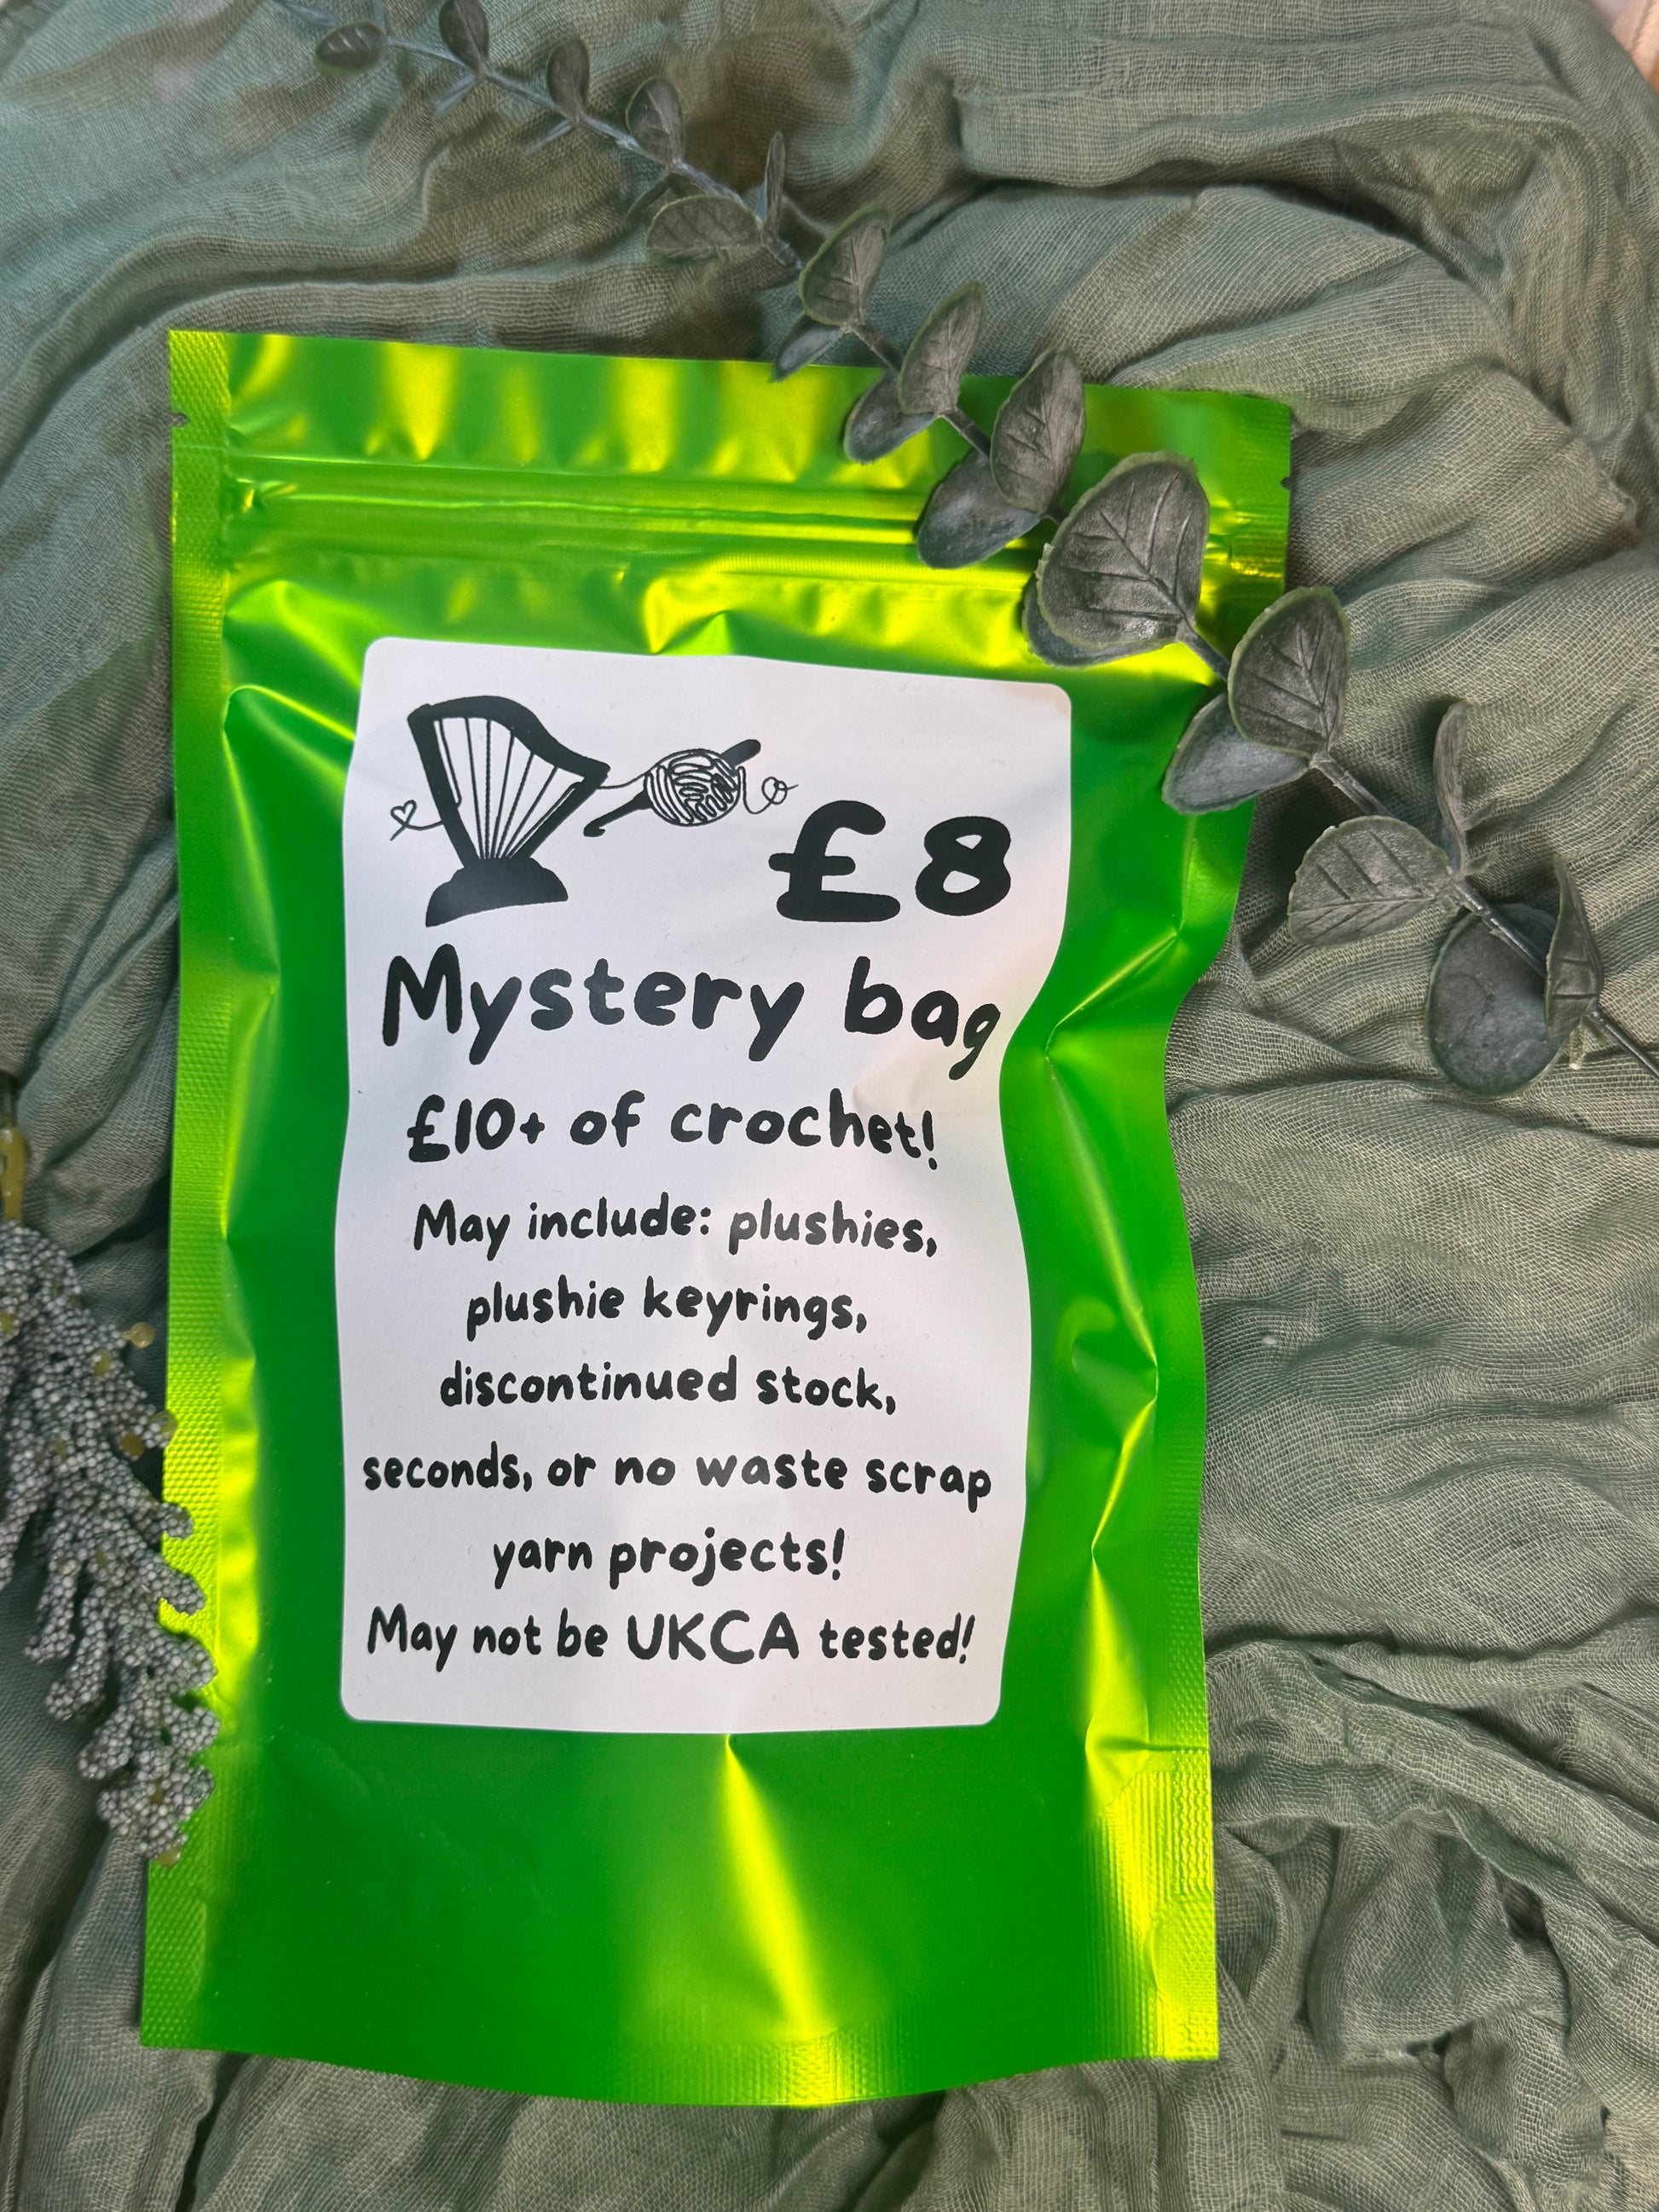 £8
Mystery bag
£10+ of crochet!
May include: plushies,
plushie keyrings,
discontinued stock,
seconds, or no waste scrap
yarn projects!
May not be UKCA tested!